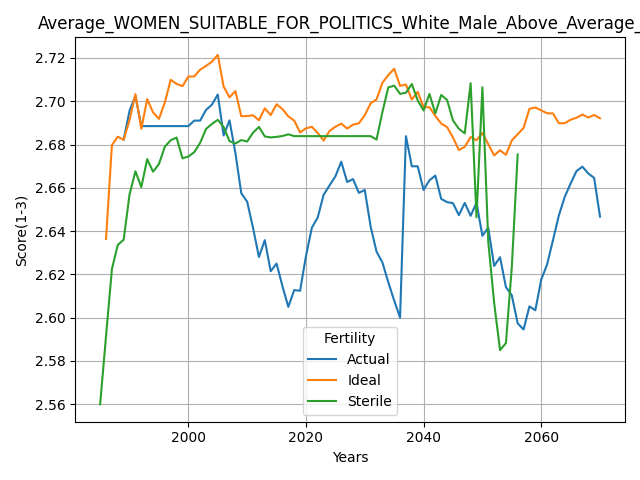 Average_WOMEN_SUITABLE_FOR_POLITICS_White_Male_Above_Average_
Score(1-3)
2.72
2.70
2.68
2.66
2.64
2.62
2.60
2.58
2.56
Fertility
Actual
Ideal
Sterile
2000
2020
2040
2060
Years